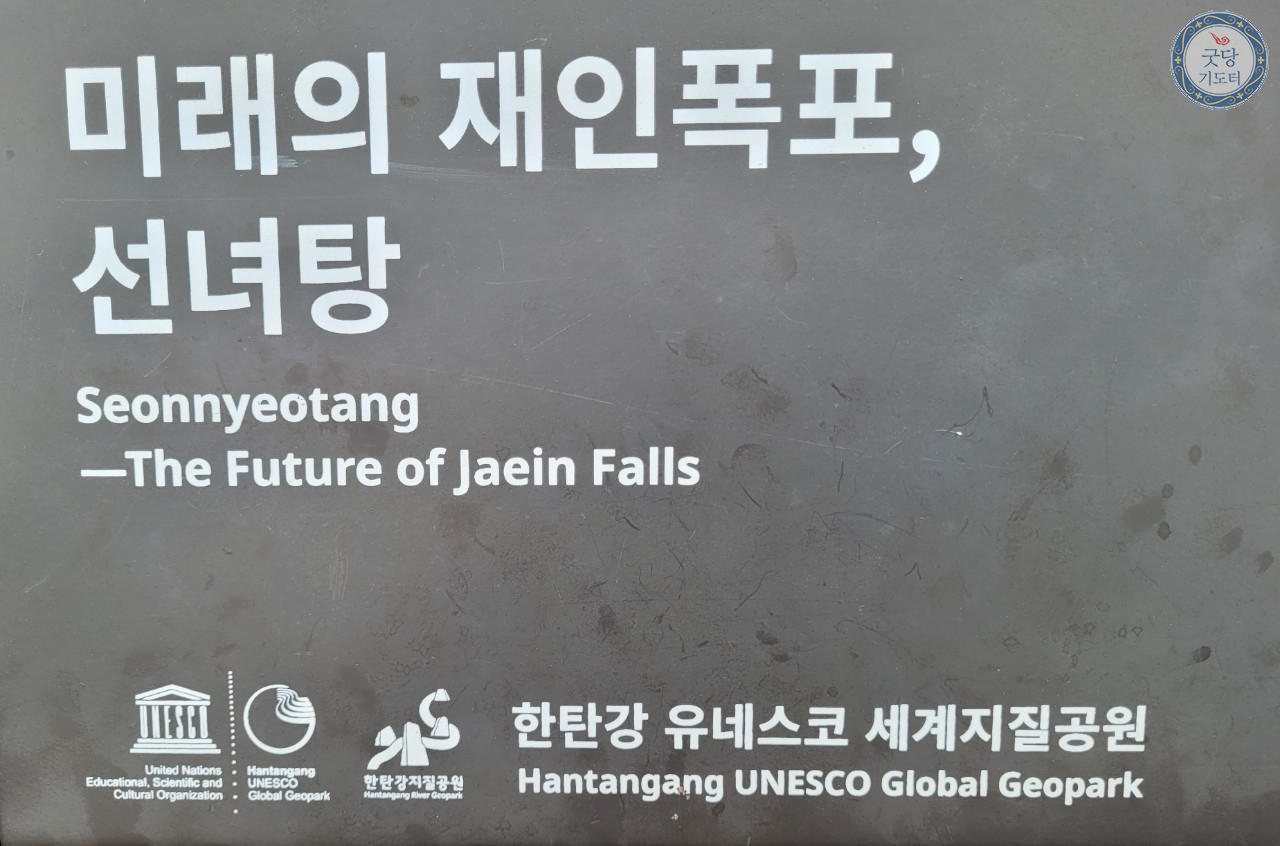 굿당
기도터
미래의 재인폭포,
선녀탕
Seonnyeotang
—The Future of Jaein Falls
UNESCO
United Nations
Educational, Scientific and
Cultural Organization
Hantangang
UNESCO
Global Geopark
한탄강지질공원
Hantangang River Geopark
한탄강 유네스코 세계지질공원
Hantangang UNESCO Global Geopark